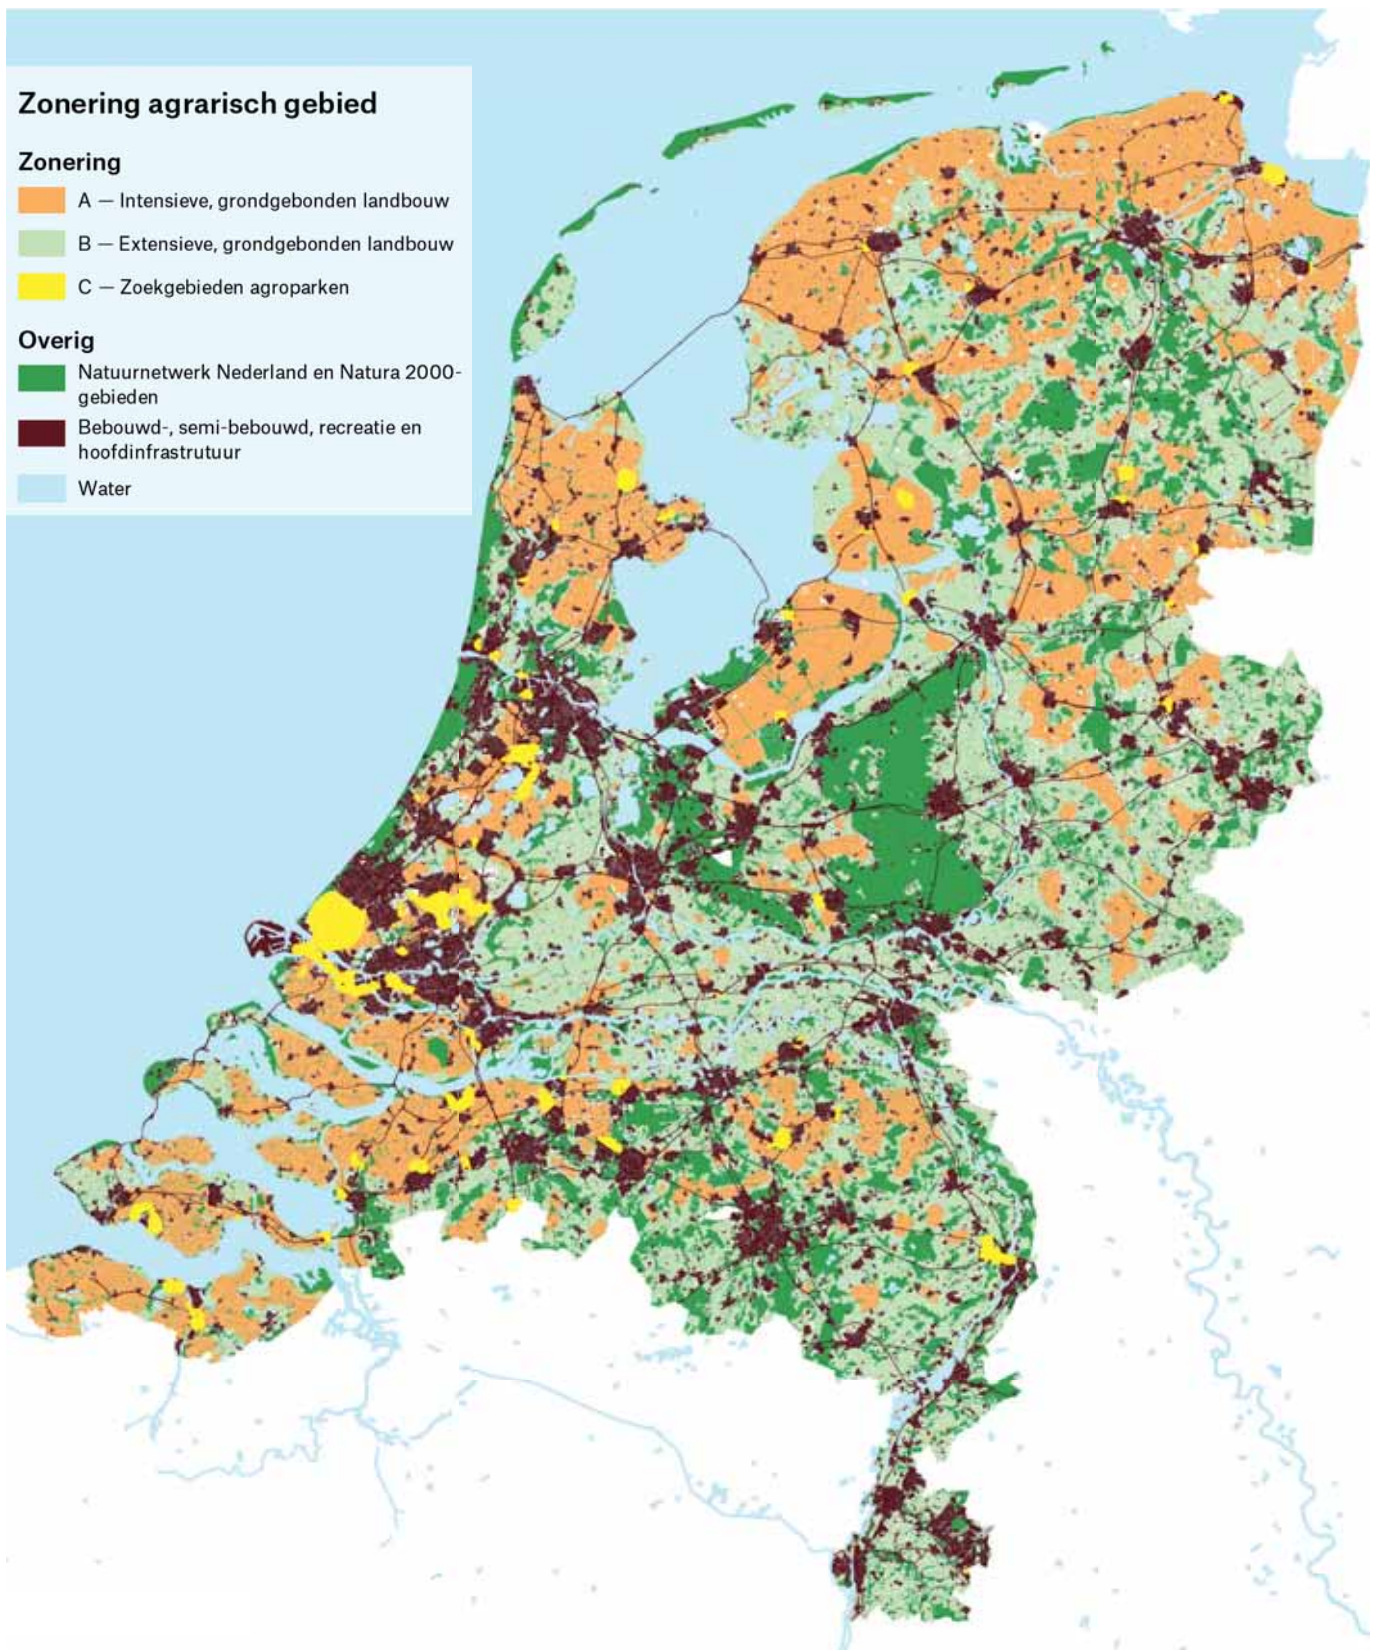 Zonering agrarisch gebied
Zonering
A — Intensieve, grondgebonden landbouw
B — Extensieve, grondgebonden landbouw
C — Zoekgebieden agroparken
Overig
Natuurnetwerk Nederland en Natura 2000-
gebieden
Bebouwd-, semi-bebouwd, recreatie en
hoofdinfrastrutuur
Water